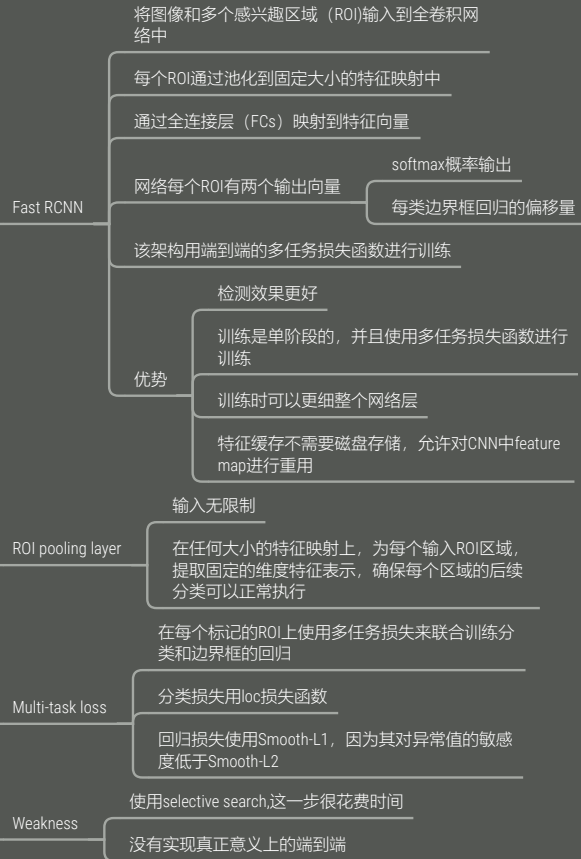 将图像和多个感兴趣区域（ROI)输入到全卷积网
络中
每个ROI通过池化到固定大小的特征映射中
通过全连接层（FCs）映射到特征向量
Fast RCNN
网络每个ROI有两个输出向量
softmax概率输出
每类边界框回归的偏移量
该架构用端到端的多任务损失函数进行训练
优势
检测效果更好
训练是单阶段的，并且使用多任务损失函数进行
训练
训练时可以更细整个网络层
特征缓存不需要磁盘存储，允许对CNN中feature
map进行重用
ROI pooling layer
输入无限制
在任何大小的特征映射上，为每个输入ROI区域，
提取固定的维度特征表示，确保每个区域的后续
分类可以正常执行
Multi-task loss
在每个标记的ROI上使用多任务损失来联合训练分
类和边界框的回归
分类损失用loc损失函数
回归损失使用Smooth-L1，因为其对异常值的敏感
度低于Smooth-L2
Weakness
使用selective search,这一步很花费时间
没有实现真正意义上的端到端